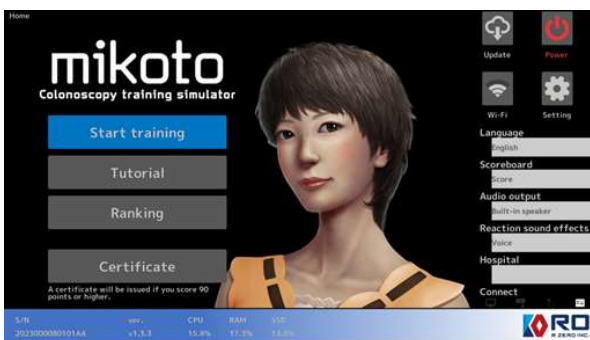 Home
mikoto
Colonoscopy training simulator
Start training
Tutorial
Ranking
Certificate
A certificate will be issued if you score 90
points or higher.
Update
Power
Wi-Fi
Setting
Language
English
Scoreboard
Score
Audio output
Built-in speaker
Reaction sound effects
Voice
Hospital
Connect
S/N
ver.
CPU
RAM
SSD
2023000080101AA
v1.3.3
15.8%
17.3%
R ZERO INC.